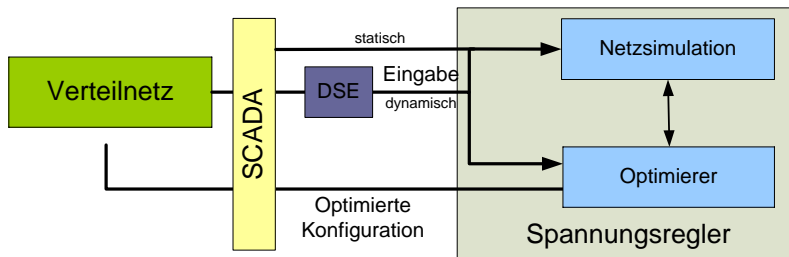 statisch
Netzsimulation
Verteilnetz
SCADA
DSE
Eingabe
dynamisch
Optimierer
Optimierte
Konfiguration
Spannungsregler